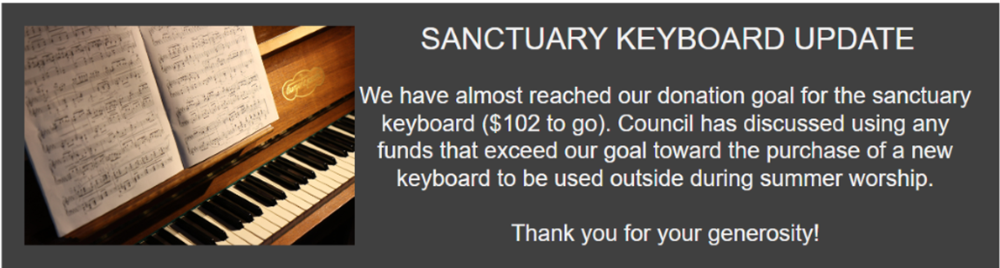 SANCTUARY KEYBOARD UPDATE
We have almost reached our donation goal for the sanctuary
keyboard ($102 to go). Council has discussed using any
funds that exceed our goal toward the purchase of a new
keyboard to be used outside during summer worship.
Thank you for your generosity!